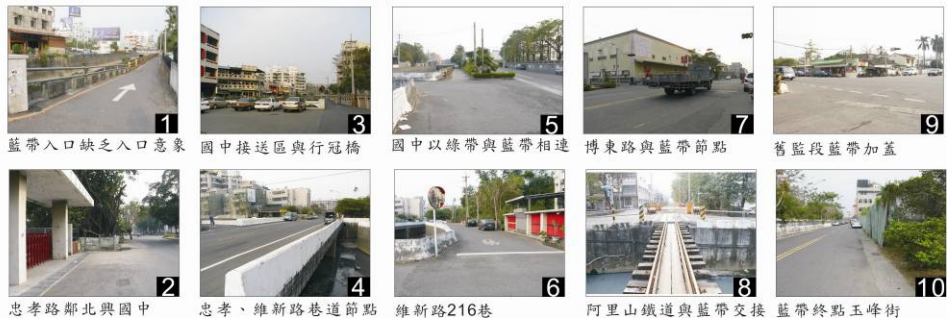 1
藍帶入口缺乏入口意象
3
國中接送區與行冠橋
5
國中以綠帶與藍帶相連
7
博東路與藍帶節點
9
舊監段藍帶加蓋
2
忠孝路鄰北興國中
4
忠孝、維新路巷道節點
6
維新路216巷
8
阿里山鐵道與藍帶交接
10
藍帶終點玉峰街